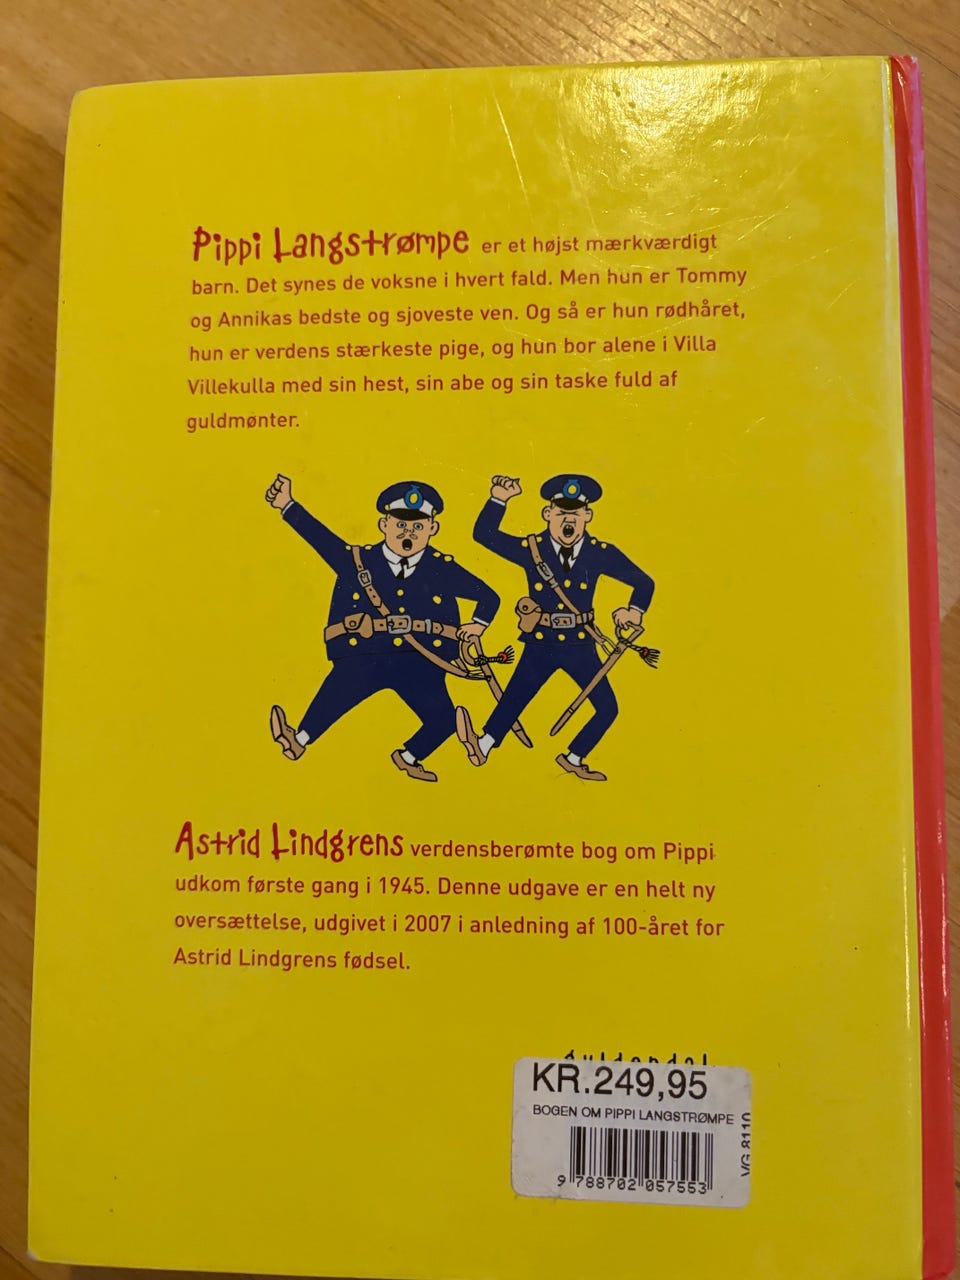 Pippi Langstrømpe er et højst mærkværdigt
barn. Det synes de voksne i hvert fald. Men hun er Tommy
og Annikas bedste og sjoveste ven. Og så er hun rødhåret,
hun er verdens stærkeste pige, og hun bor alene i Villa
Villekulla med sin hest, sin abe og sin taske fuld af
guldmønter.
Astrid Lindgrens verdensberømte bog om Pippi
udkom første gang i 1945. Denne udgave er en helt ny
oversættelse, udgivet i 2007 i anledning af 100-året for
Astrid Lindgrens fødsel.
gyldendal
KR.249,95
BOGEN OM PIPPI LANGSTRØMPE
VG 8110
9 788702 057553